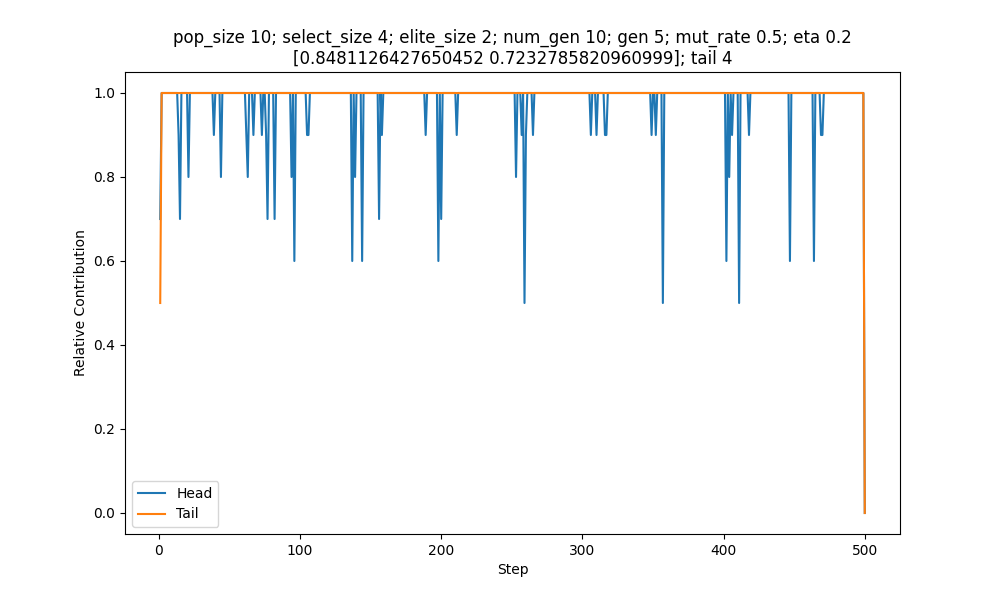 pop_size 10; select_size 4; elite_size 2; num_gen 10; gen 5; mut_rate 0.5; eta 0.2
[0.8481126427650452 0.7232785820960999]; tail 4
Relative Contribution
1.0
0.8
0.6
0.4
0.2
0.0
Head
Tail
0 100 200 300 400 500
Step